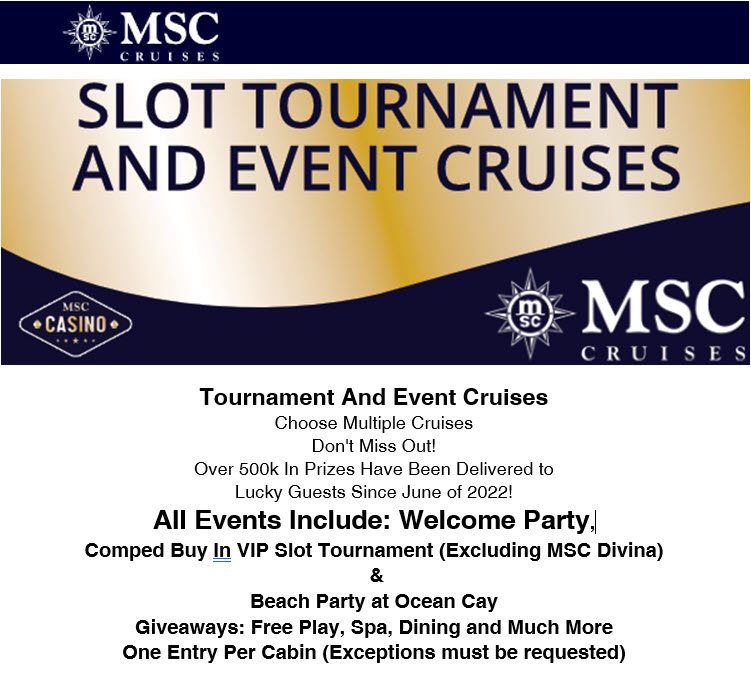 MSC
CRUISES
SLOT TOURNAMENT
AND EVENT CRUISES
MSC
CASINO
MSC
CRUISES
Tournament And Event Cruises
Choose Multiple Cruises
Don't Miss Out!
Over 500k In Prizes Have Been Delivered to
Lucky Guests Since June of 2022!
All Events Include: Welcome Party,
Comped Buy In VIP Slot Tournament (Excluding MSC Divina)
&
Beach Party at Ocean Cay
Giveaways: Free Play, Spa, Dining and Much More
One Entry Per Cabin (Exceptions must be requested)